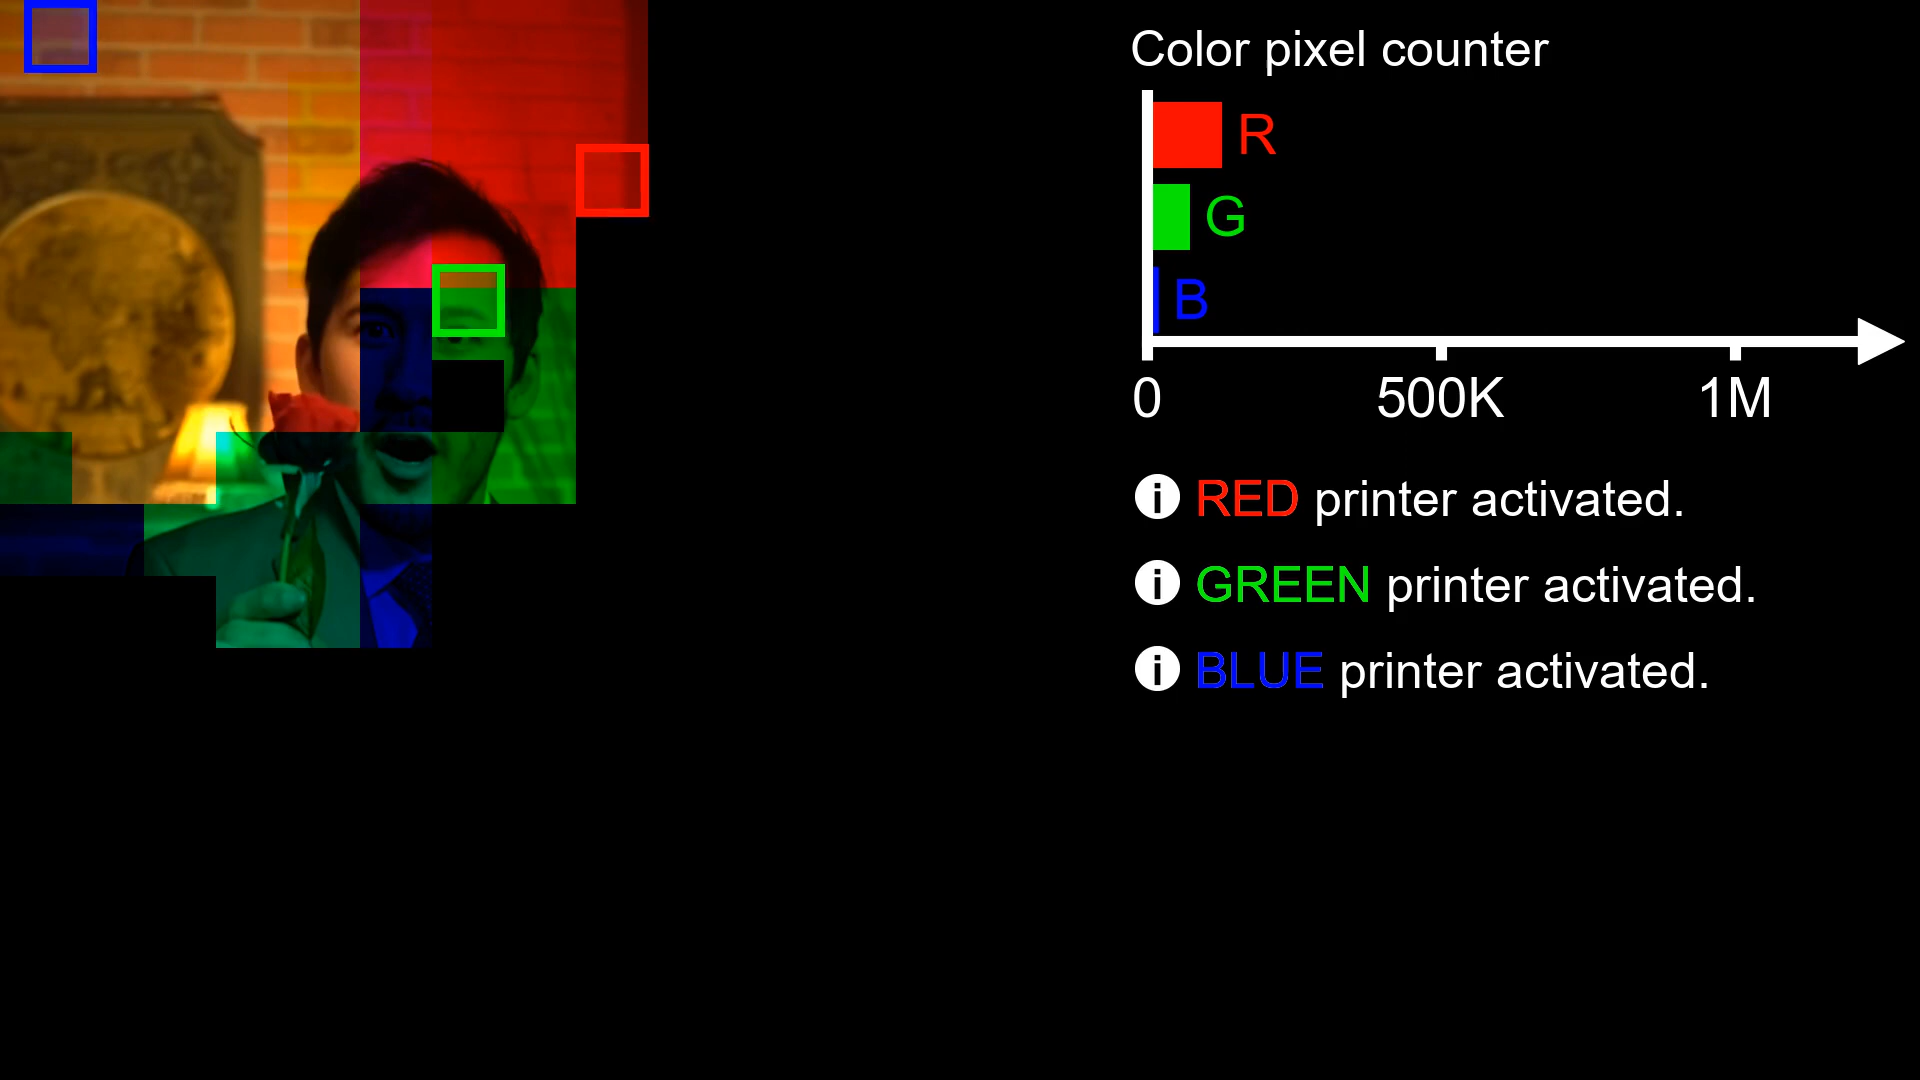 Color pixel counter
R
G
B
0 500K 1M
i RED printer activated.
i GREEN printer activated.
i BLUE printer activated.